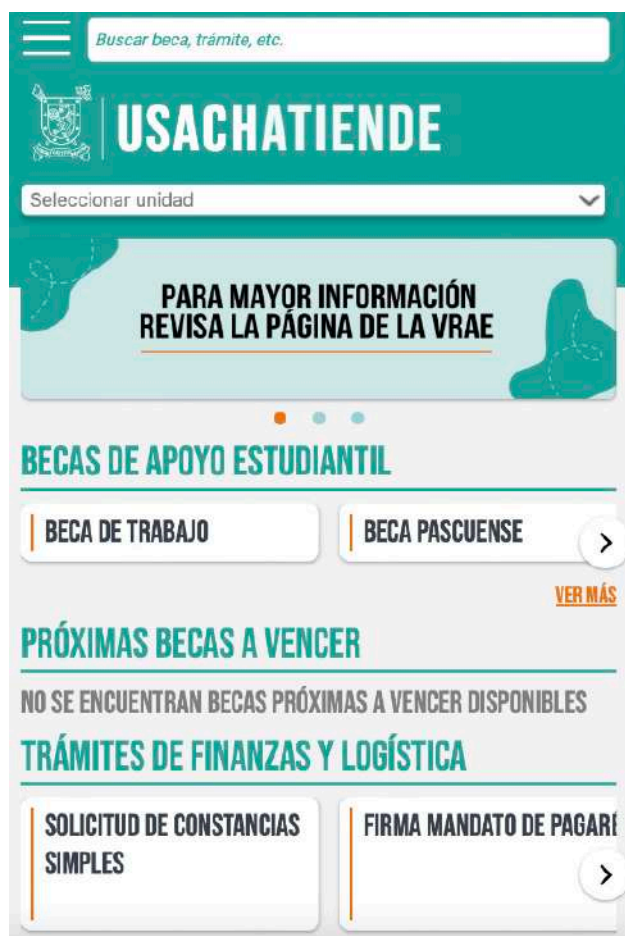 Buscar beca, trámite, etc.
USACHATIENDE
Seleccionar unidad
PARA MAYOR INFORMACIÓN
REVISA LA PÁGINA DE LA VRAE
BECAS DE APOYO ESTUDIANTIL
BECA DE TRABAJO
BECA PASCUENSE
VER MÁS
PRÓXIMAS BECAS A VENCER
NO SE ENCUENTRAN BECAS PRÓXIMAS A VENCER DISPONIBLES
TRÁMITES DE FINANZAS Y LOGÍSTICA
SOLICITUD DE CONSTANCIAS
SIMPLES
FIRMA MANDATO DE PAGARÉ